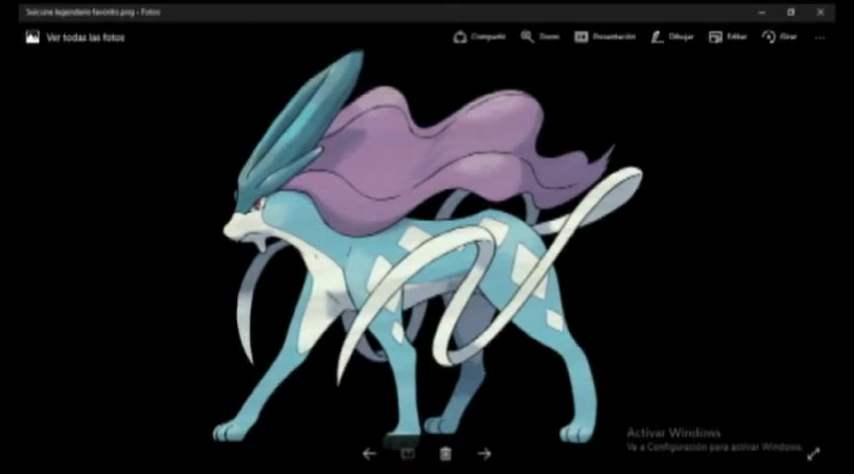 Suicune legendario favorito.png - Fotos
Ver todas las fotos
Compartir
Zoom
Presentación
Dibujar
Editar
Girar
Activar Windows
Ve a Configuración para activar Windows.